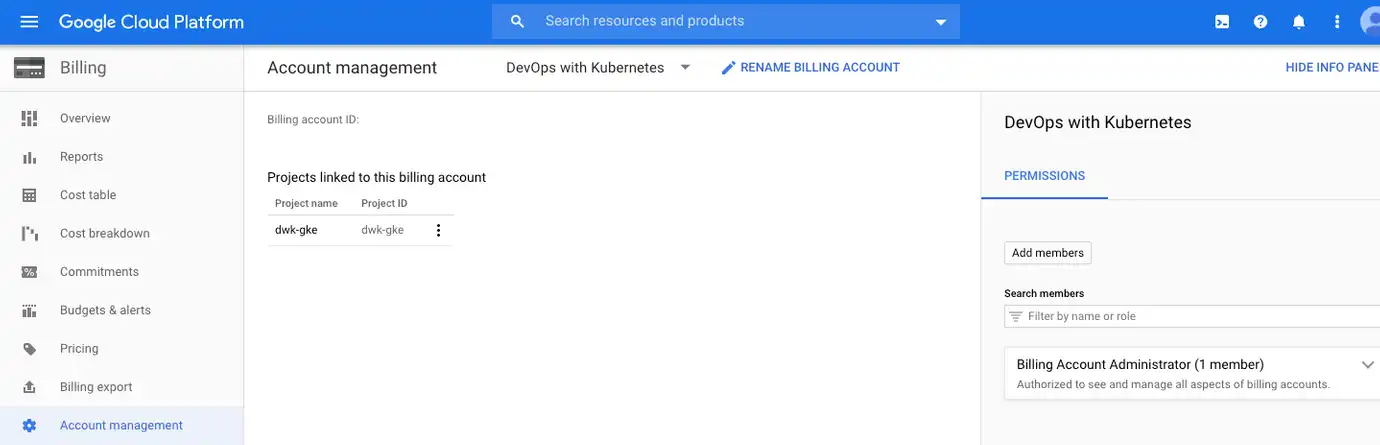 Google Cloud Platform
Search resources and products
Billing
Account management
DevOps with Kubernetes
RENAME BILLING ACCOUNT
HIDE INFO PANE
Overview
Reports
Cost table
Cost breakdown
Commitments
Budgets & alerts
Pricing
Billing export
Account management
Billing account ID:
Projects linked to this billing account
Project name Project ID
dwk-gke dwk-gke
DevOps with Kubernetes
PERMISSIONS
Add members
Search members
Filter by name or role
Billing Account Administrator (1 member)
Authorized to see and manage all aspects of billing accounts.